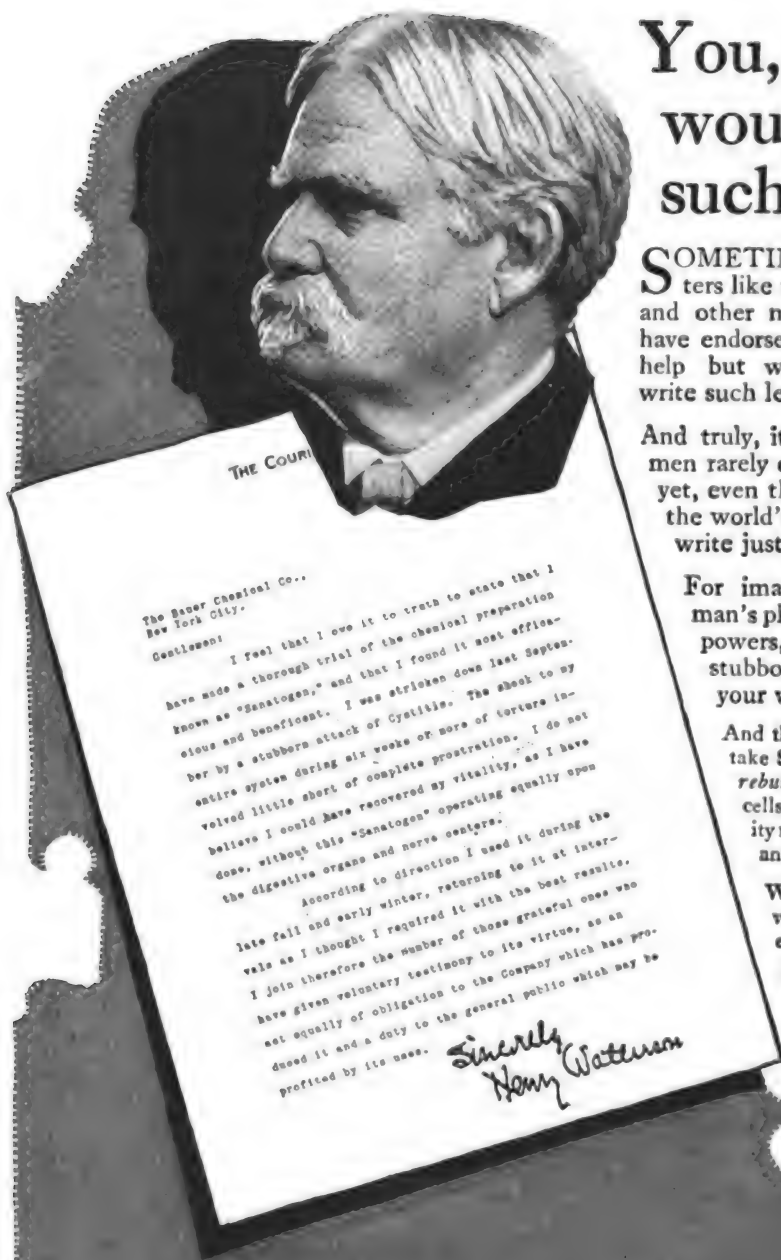 You,
wou
such
SOMETI
ters like
and other m
have endorse
help but w
write such le
And truly, it
men rarely
yet, even th
the world'
write just
For ima
man's pl
powers,
stubbo
your
And th
take S
rebu
cells
ity
an
W
THE COURI
The Bauer Chemical Co.,
New York City.
Gentlemen:
I feel that I owe it to truth to state that I
have made a thorough trial of the chemical preparation
known as "Sanatogen," and that I found it most effica-
cious and beneficent. I was stricken down last Septem-
ber by a stubborn attack of Cystitis. The shock to my
entire system during six weeks or more of torture in-
volved little short of complete prostration. I do not
believe I could have recovered my vitality, as I have
done, without this "Sanatogen" operating equally upon
the digestive organs and nerve centers.
According to direction I used it during the
late fall and early winter, returning to it at inter-
vals as I thought I required it with the best results.
I join therefore the number of those grateful ones who
have given voluntary testimony to its virtue, as an
act equally of obligation to the Company which has pro-
duced it and a duty to the general public which may be
profited by its uses.
Sincerely
Henry Watterson